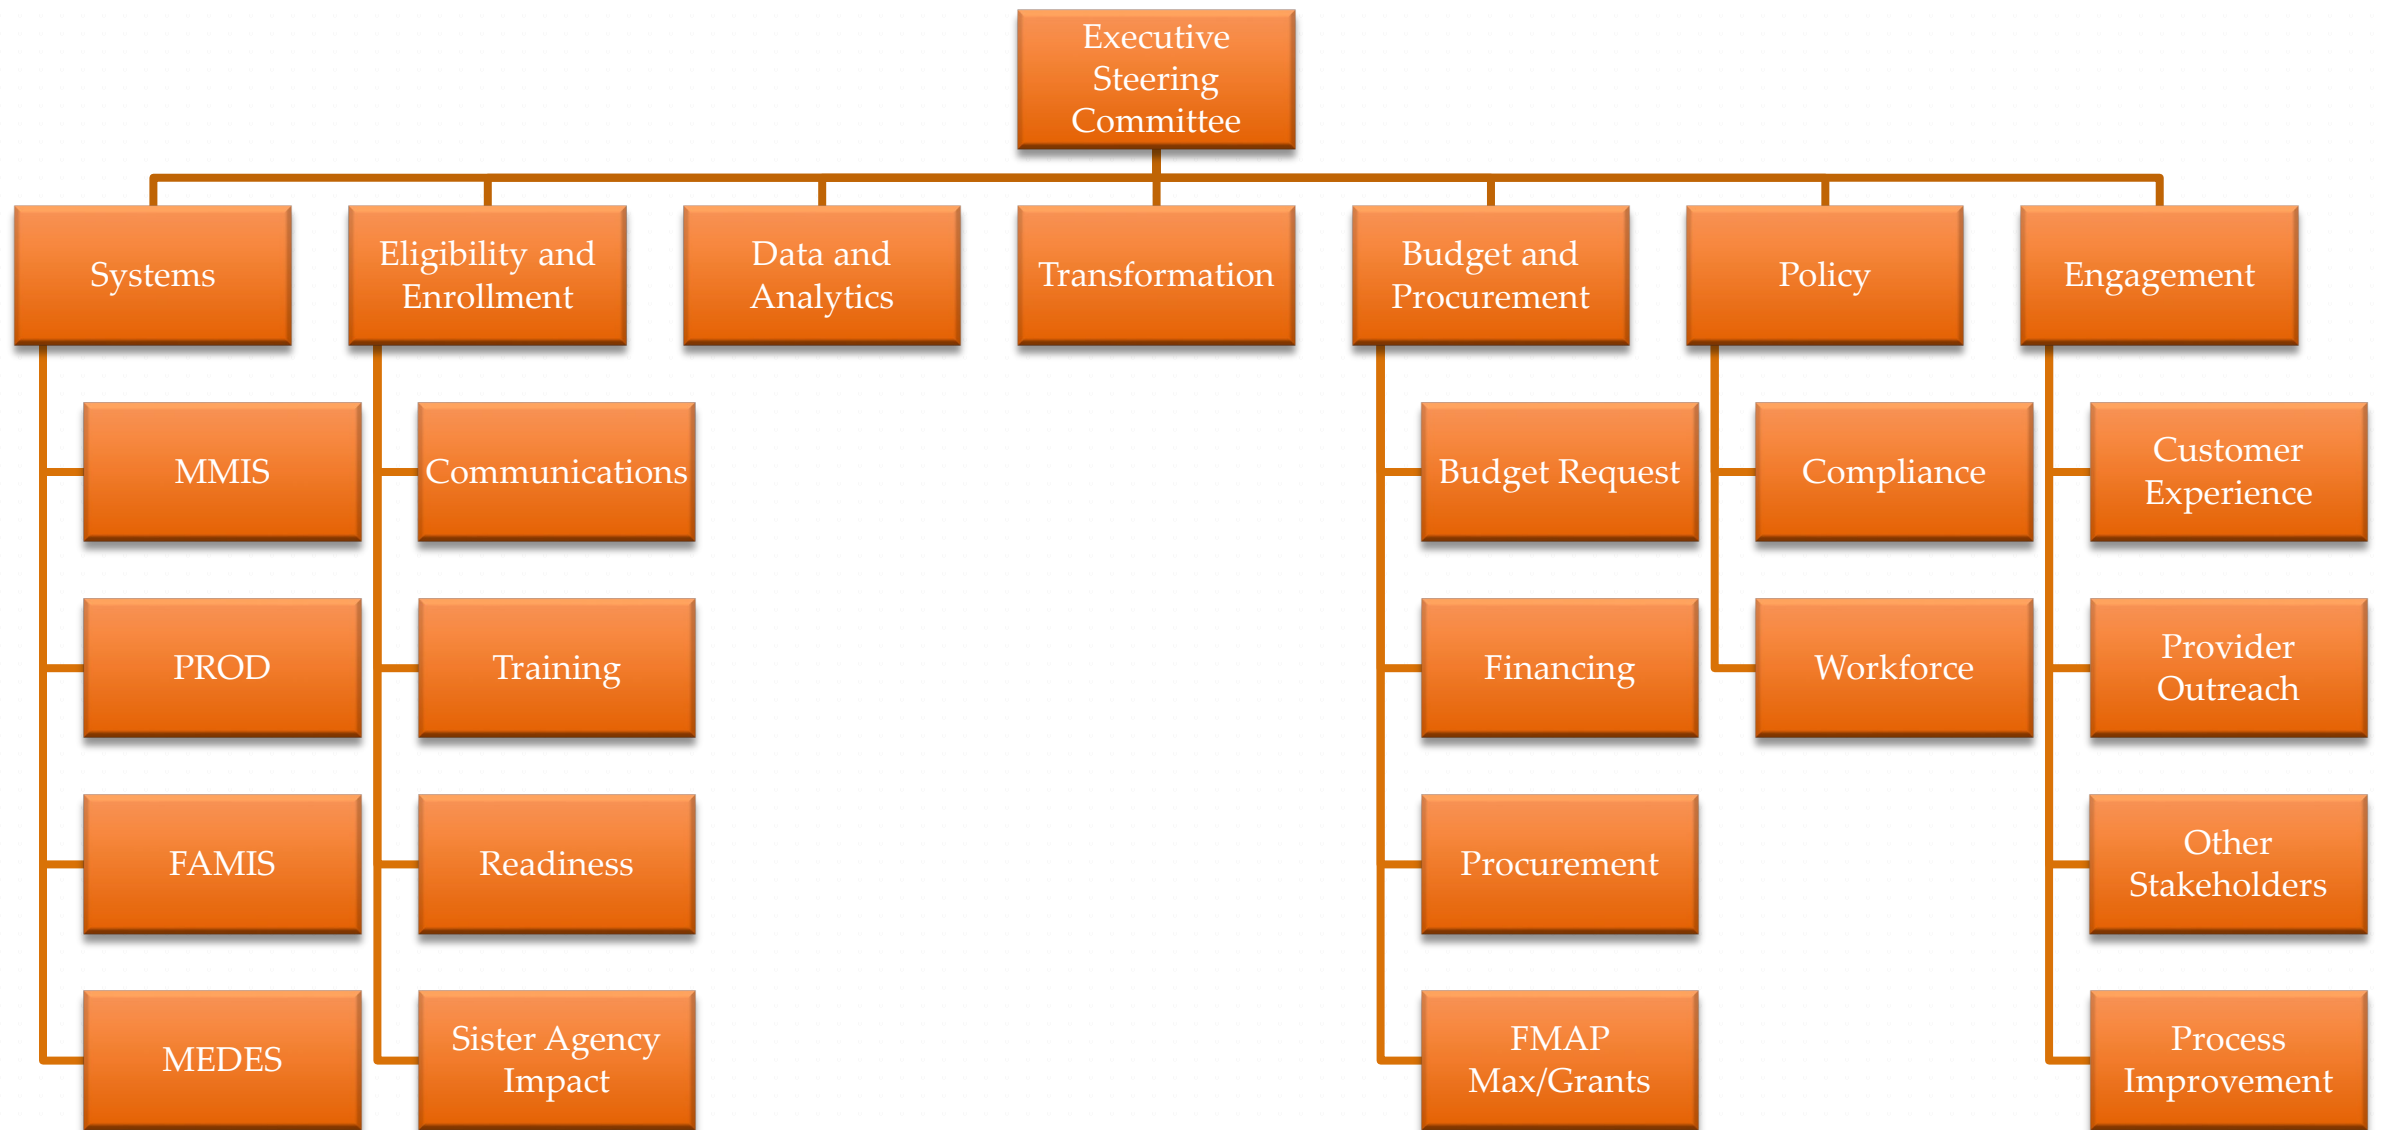 Executive
Steering
Committee
Systems
Eligibility and
Enrollment
Data and
Analytics
Transformation
Budget and
Procurement
Policy
Engagement
MMIS
PROD
FAMIS
MEDES
Communications
Training
Readiness
Sister Agency
Impact
Budget Request
Financing
Procurement
FMAP
Max/Grants
Compliance
Workforce
Customer
Experience
Provider
Outreach
Other
Stakeholders
Process
Improvement